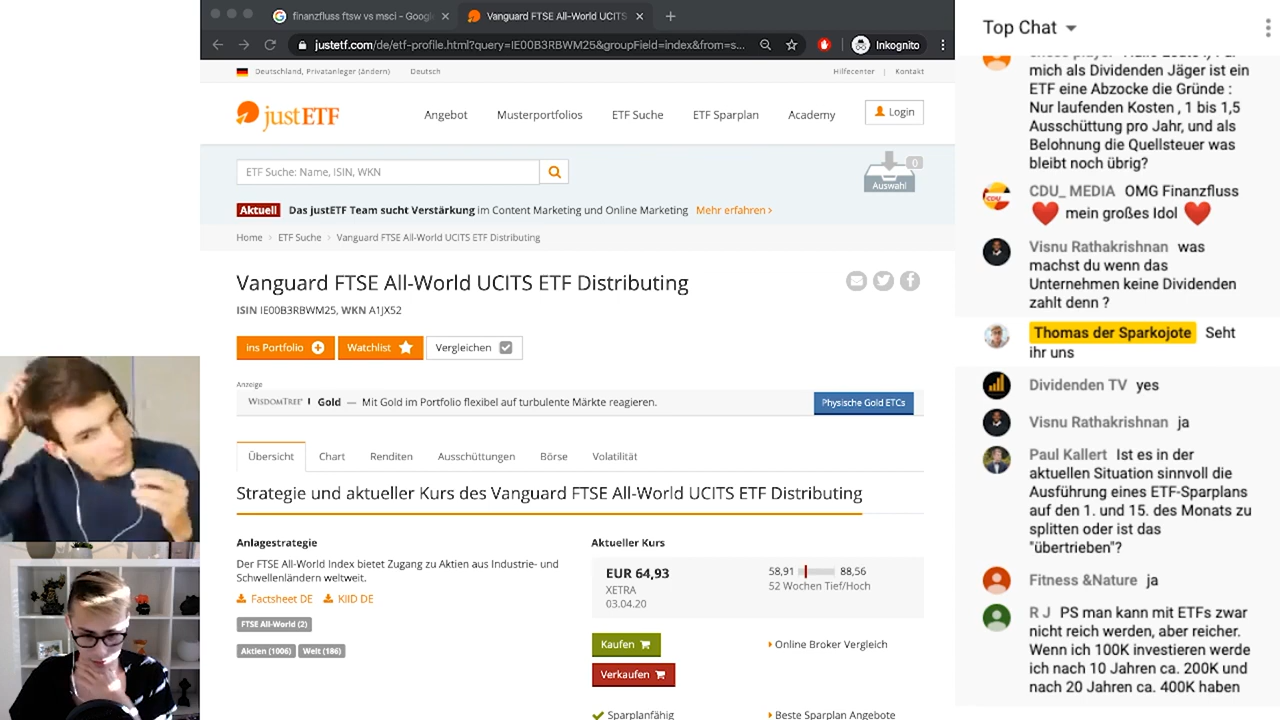 finanzfluss ftsw vs msci - Google
Vanguard FTSE All-World UCITS
justetf.com/de/etf-profile.html?query=IE00B3RBWM25&groupField=index&from=s...
Inkognito
Deutschland, Privatanleger (ändern) Deutsch
Hilfecenter | Kontakt
justETF
Angebot Musterportfolios ETF Suche ETF Sparplan Academy Login
ETF Suche: Name, ISIN, WKN
0
Auswahl
Aktuell Das justETF Team sucht Verstärkung im Content Marketing und Online Marketing Mehr erfahren >
Home > ETF Suche > Vanguard FTSE All-World UCITS ETF Distributing
Vanguard FTSE All-World UCITS ETF Distributing
ISIN IE00B3RBWM25, WKN A1JX52
ins Portfolio Watchlist Vergleichen
Anzeige
WISDOMTREE Gold — Mit Gold im Portfolio flexibel auf turbulente Märkte reagieren. Physische Gold ETCs
Übersicht Chart Renditen Ausschüttungen Börse Volatilität
Strategie und aktueller Kurs des Vanguard FTSE All-World UCITS ETF Distributing
Anlagestrategie
Der FTSE All-World Index bietet Zugang zu Aktien aus Industrie- und
Schwellenländern weltweit.
Factsheet DE KIID DE
FTSE All-World (2)
Aktien (1006) Welt (186)
Aktueller Kurs
EUR 64,93
XETRA
03.04.20
58,91 88,56
52 Wochen Tief/Hoch
Kaufen
Online Broker Vergleich
Verkaufen
Sparplanfähig
Beste Sparplan Angebote
Top Chat
mich als Dividenden Jäger ist ein
ETF eine Abzocke die Gründe :
Nur laufenden Kosten , 1 bis 1,5
Ausschüttung pro Jahr, und als
Belohnung die Quellsteuer was
bleibt noch übrig?
CDU_ MEDIA OMG Finanzfluss
mein großes Idol
Visnu Rathakrishnan was
machst du wenn das
Unternehmen keine Dividenden
zahlt denn ?
Thomas der Sparkojote Seht
ihr uns
Dividenden TV yes
Visnu Rathakrishnan ja
Paul Kallert Ist es in der
aktuellen Situation sinnvoll die
Ausführung eines ETF-Sparplans
auf den 1. und 15. des Monats zu
splitten oder ist das
"übertrieben"?
Fitness &Nature ja
R J PS man kann mit ETFs zwar
nicht reich werden, aber reicher.
Wenn ich 100K investieren werde
ich nach 10 Jahren ca. 200K und
nach 20 Jahren ca. 400K haben